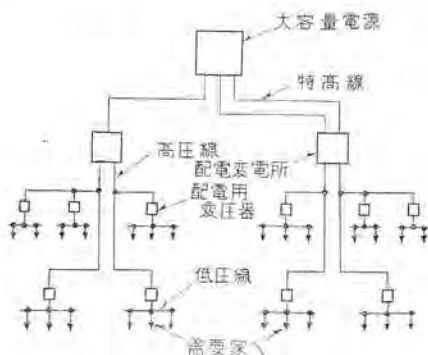 大容量電源
特高線
高圧線
配電変電所
配電用
変圧器
低圧線
需要家